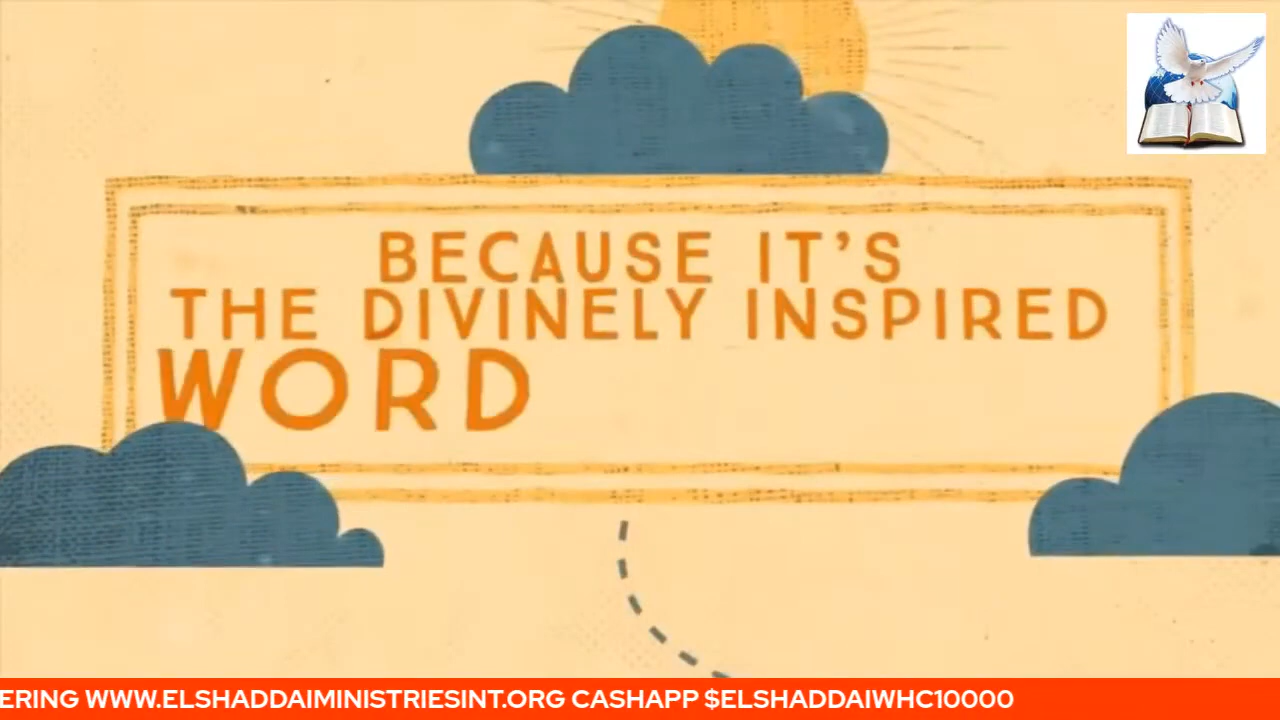 BECAUSE IT'S
THE DIVINELY INSPIRED
WORD
ERING WWW.ELSHADDAIMINISTRIESINT.ORG CASHAPP $ELSHADDAIWHC10000